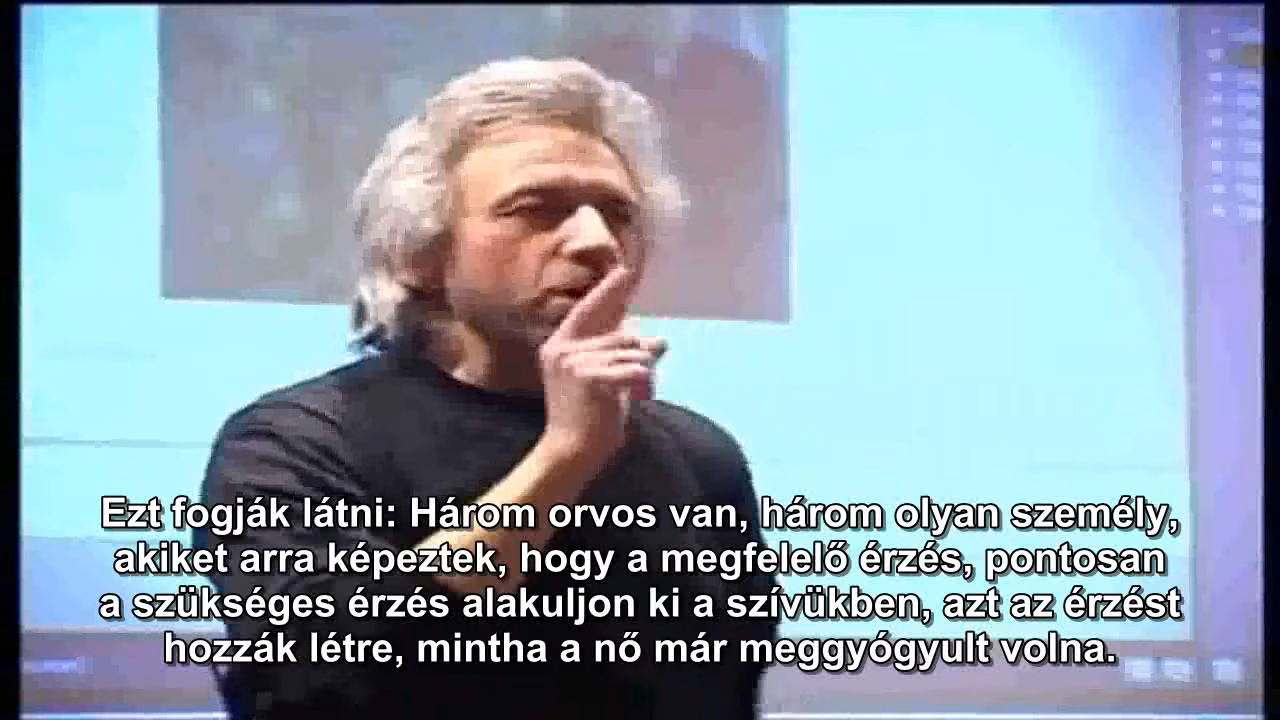 Ezt fogják látni: Három orvos van, három olyan személy,
akiket arra képeztek, hogy a megfelelő érzés, pontosan
a szükséges érzés alakuljon ki a szívükben, azt az érzést
hozzák létre, mintha a nő már meggyógyult volna.